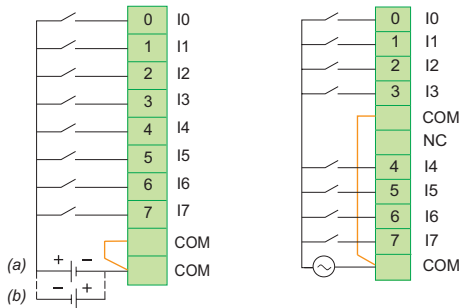 0 I0
1 I1
2 I2
3 I3
4 I4
5 I5
6 I6
7 I7
COM
(a) + − COM
(b) − +
0 I0
1 I1
2 I2
3 I3
COM
NC
4 I4
5 I5
6 I6
7 I7
COM